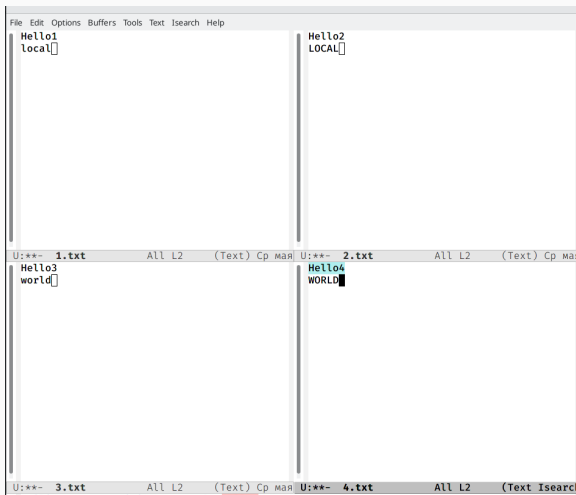 File Edit Options Buffers Tools Text Isearch Help
Hello1
local
Hello2
LOCAL
U:**- 1.txt All L2 (Text) Ср мая
U:**- 2.txt All L2 (Text) Ср мая
Hello3
world
Hello4
WORLD
U:**- 3.txt All L2 (Text) Ср мая
U:**- 4.txt All L2 (Text Isearc